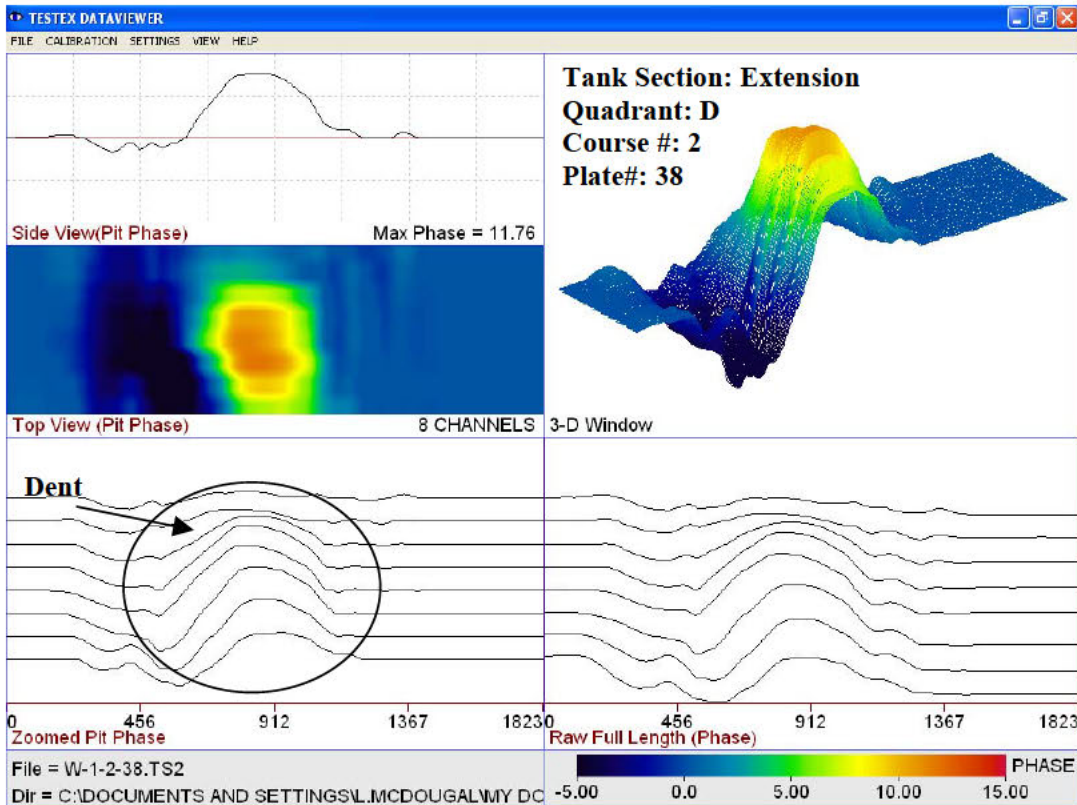 TESTEX DATAVIEWER
FILE CALIBRATION SETTINGS VIEW HELP
Side View(Pit Phase) Max Phase = 11.76
Tank Section: Extension
Quadrant: D
Course #: 2
Plate#: 38
Top View (Pit Phase) 8 CHANNELS
3-D Window
Dent
0 456 912 1367 1823
Zoomed Pit Phase
0 456 912 1367 1823
Raw Full Length (Phase)
File = W-1-2-38.TS2
Dir = C:\DOCUMENTS AND SETTINGS\L.MCDOUGAL\MY DO
PHASE
-5.00 0.0 5.00 10.00 15.00